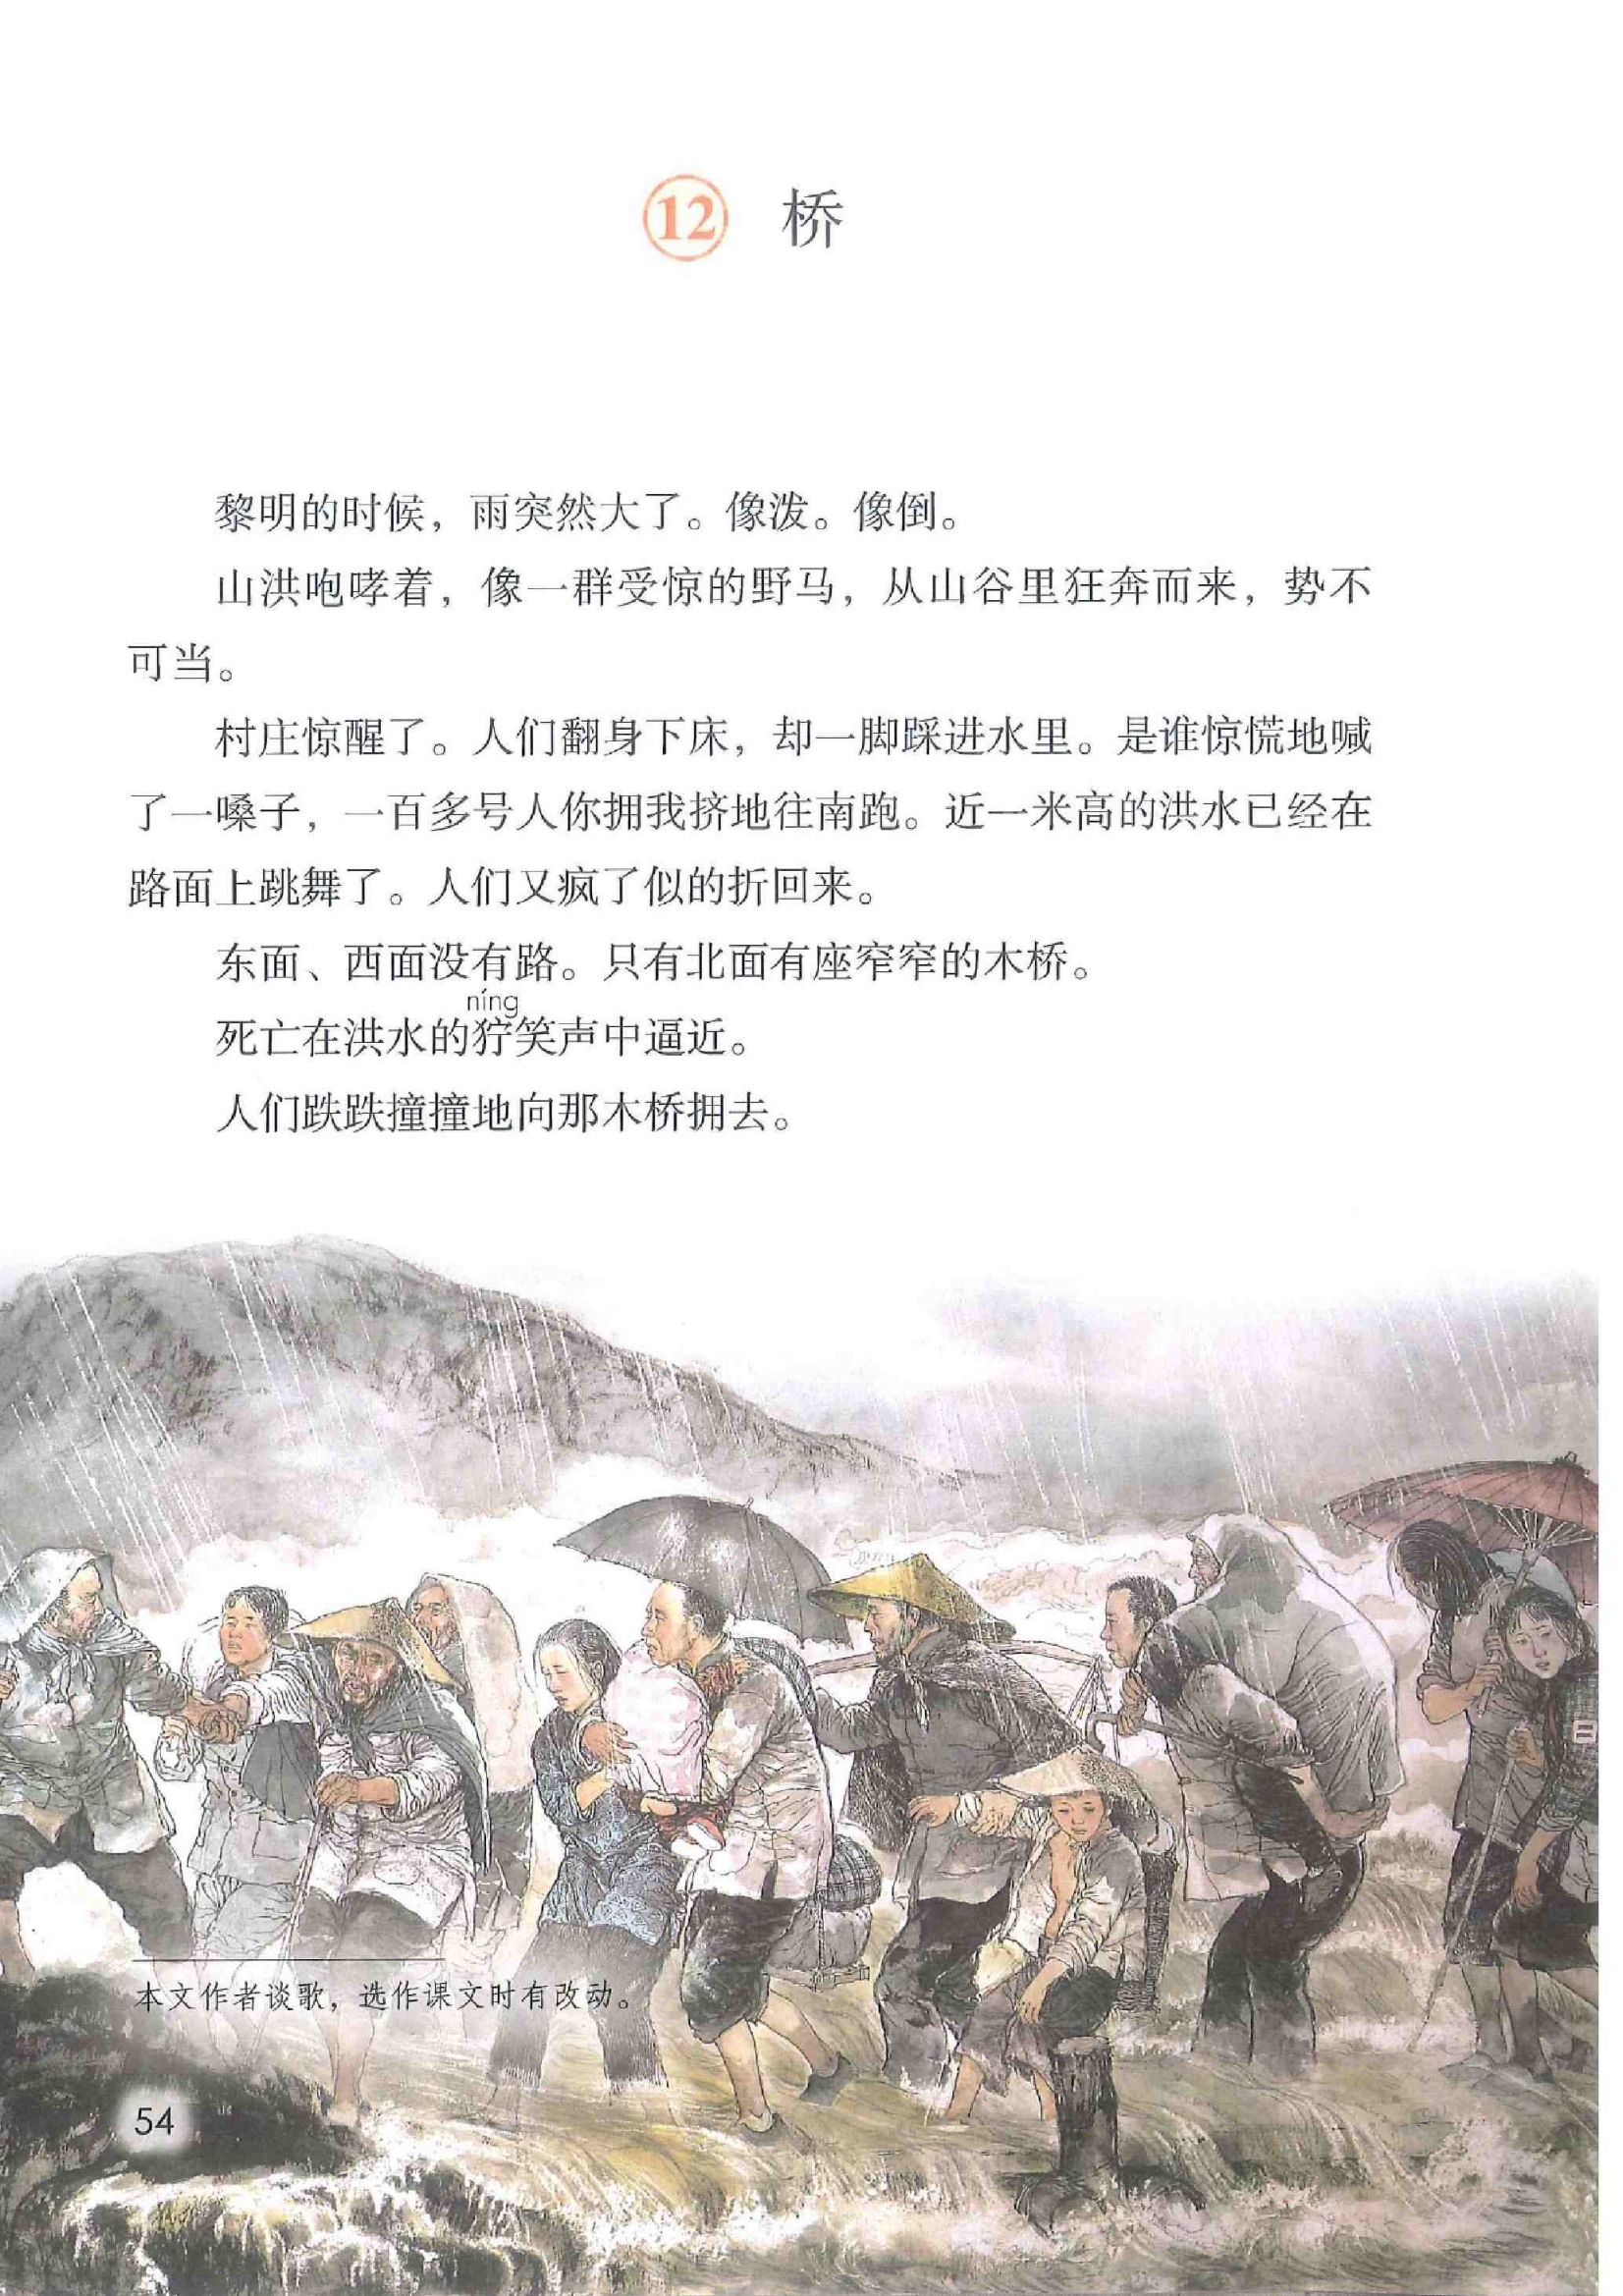 12 桥
黎明的时候，雨突然大了。像泼。像倒。
山洪咆哮着，像一群受惊的野马，从山谷里狂奔而来，势不
可当。
村庄惊醒了。人们翻身下床，却一脚踩进水里。是谁惊慌地喊
了一嗓子，一百多号人你拥我挤地往南跑。近一米高的洪水已经在
路面上跳舞了。人们又疯了似的折回来。
东面、西面没有路。只有北面有座窄窄的木桥。
níng
死亡在洪水的狞笑声中逼近。
人们跌跌撞撞地向那木桥拥去。
本文作者谈歌，选作课文时有改动。
54